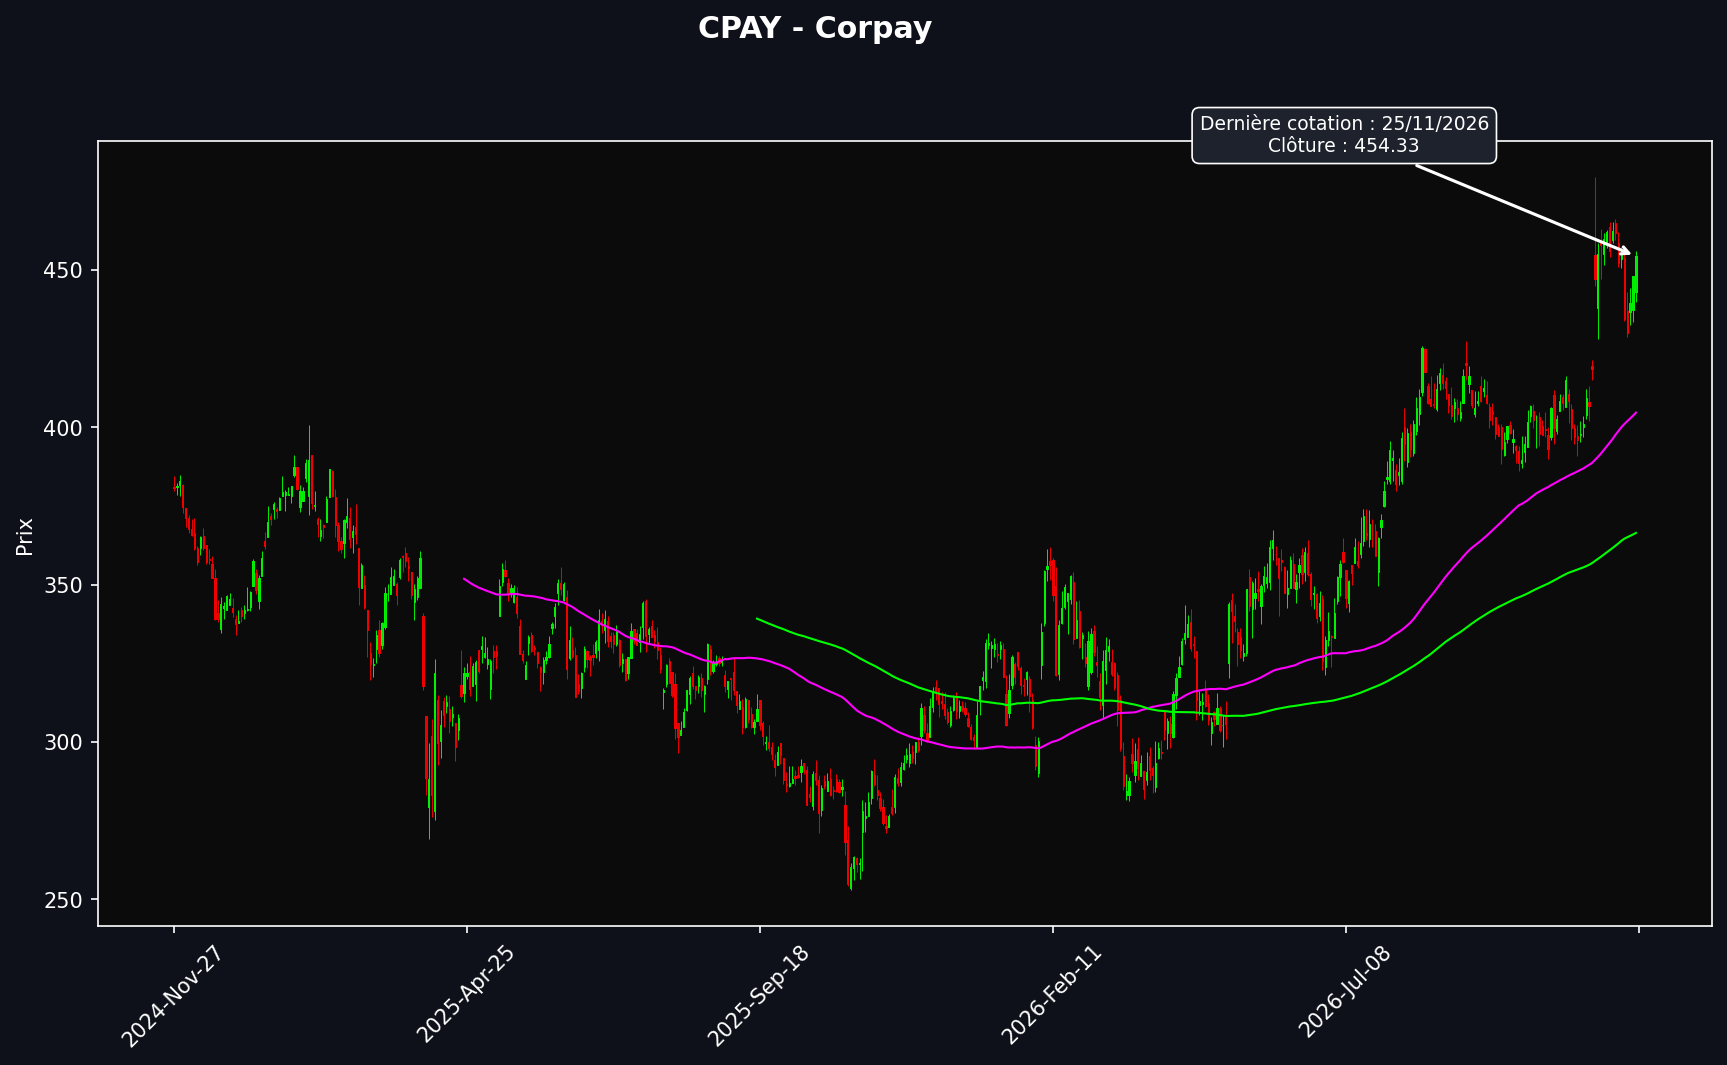 CPAY - Corpay
Dernière cotation : 25/11/2026
Clôture : 454.33
Prix
450
400
350
300
250
2024-Nov-27
2025-Apr-25
2025-Sep-18
2026-Feb-11
2026-Jul-08